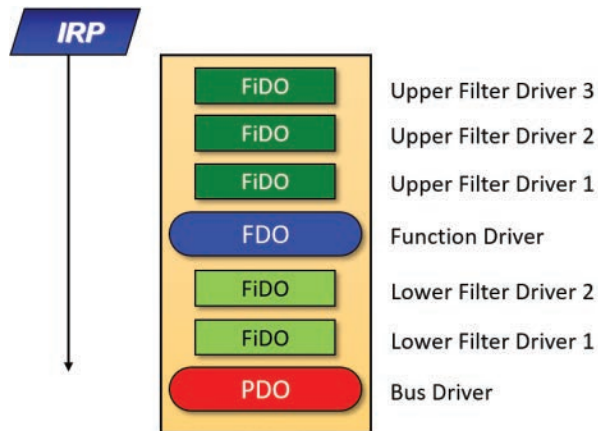 IRP
FiDO Upper Filter Driver 3
FiDO Upper Filter Driver 2
FiDO Upper Filter Driver 1
FDO Function Driver
FiDO Lower Filter Driver 2
FiDO Lower Filter Driver 1
PDO Bus Driver